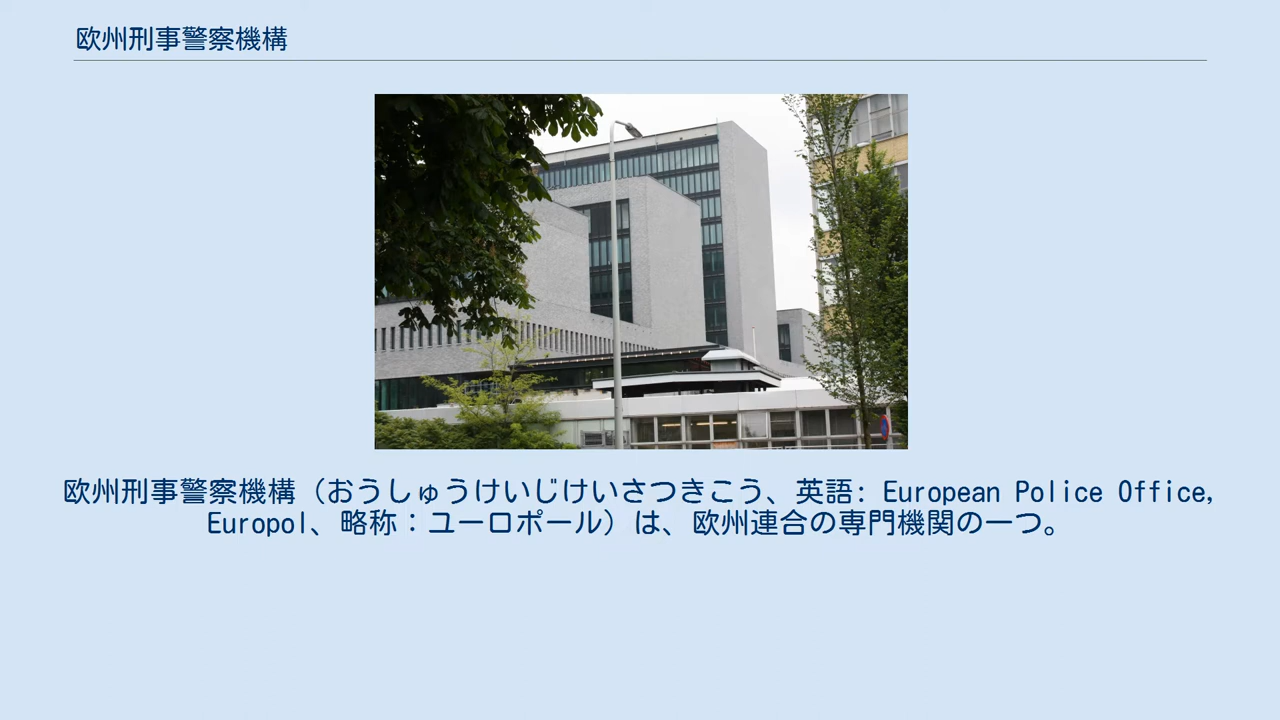 欧州刑事警察機構
欧州刑事警察機構（おうしゅうけいじけいさつきこう、英語: European Police Office,
Europol、略称：ユーロポール）は、欧州連合の専門機関の一つ。